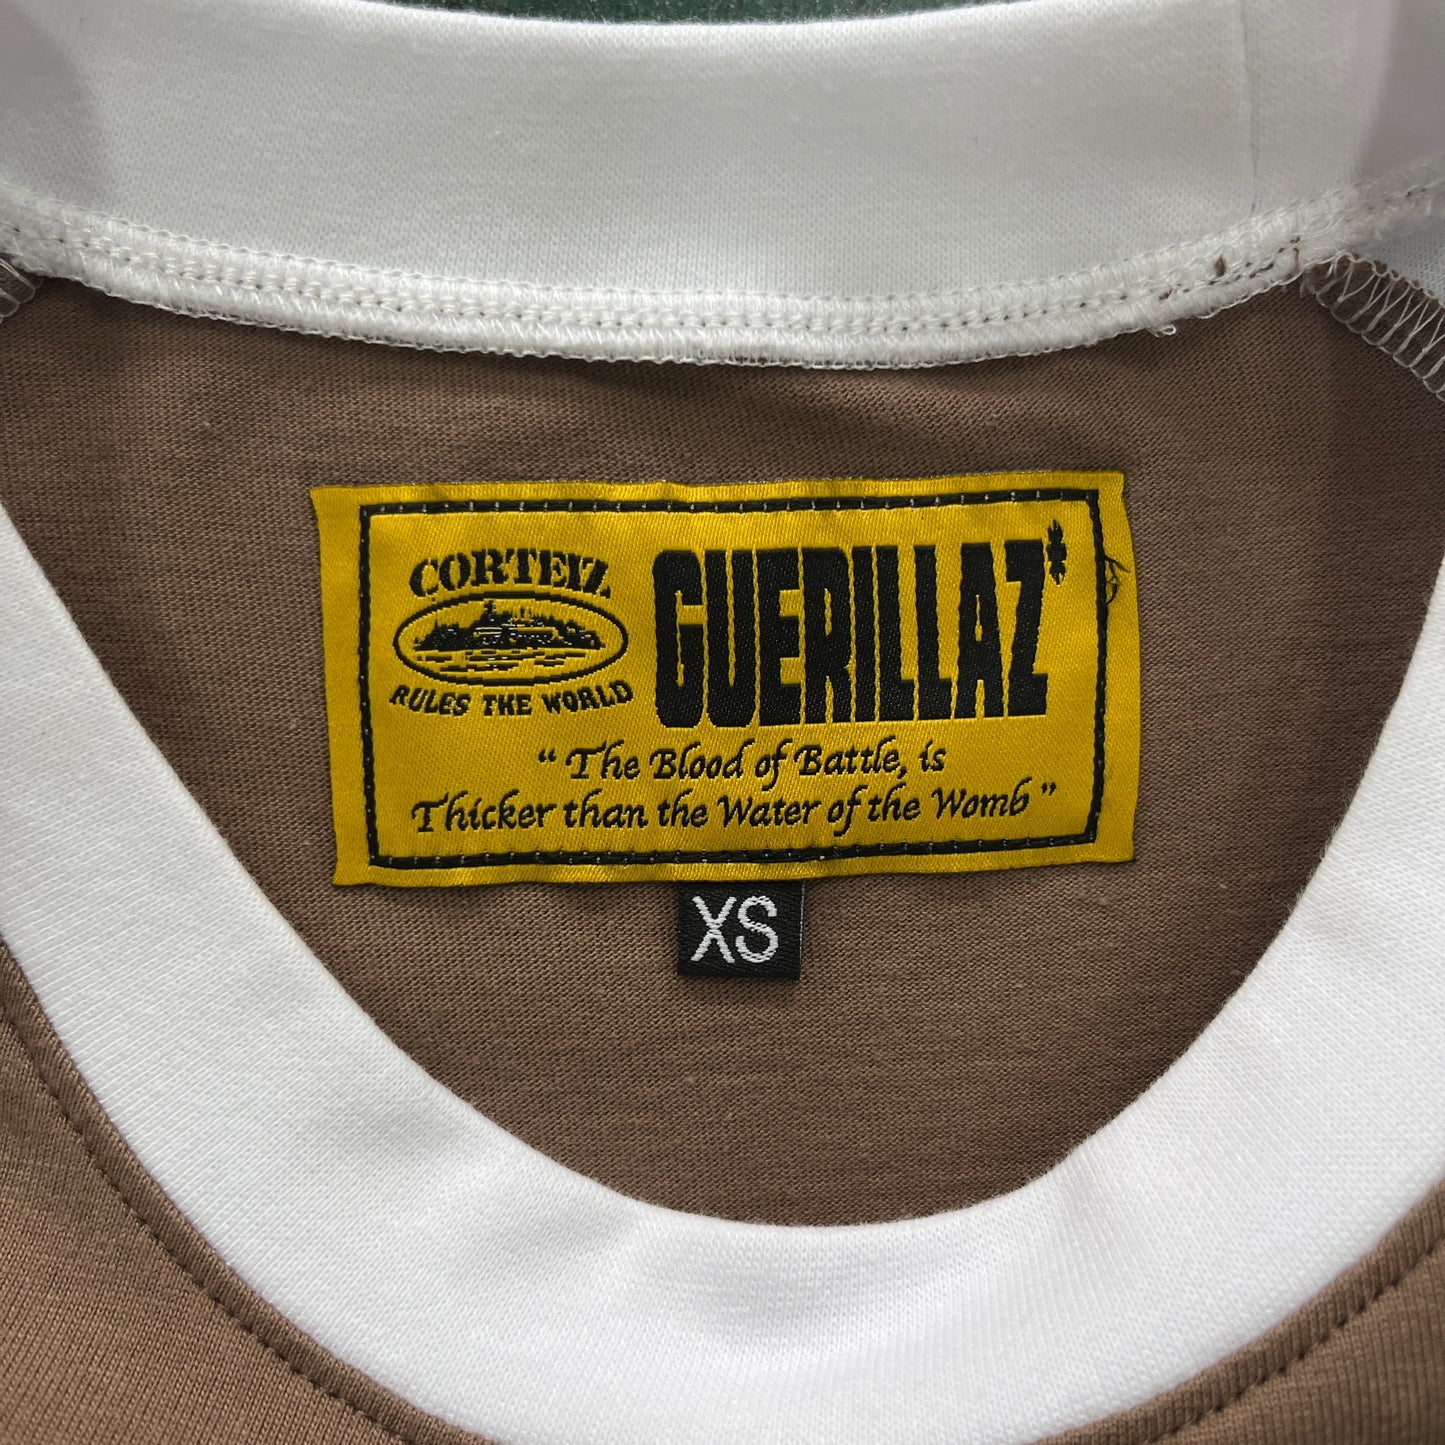 CORTEIZ
RULES THE WORLD
GUERILLAZ*
“The Blood of Battle, is
Thicker than the Water of the Womb”
XS